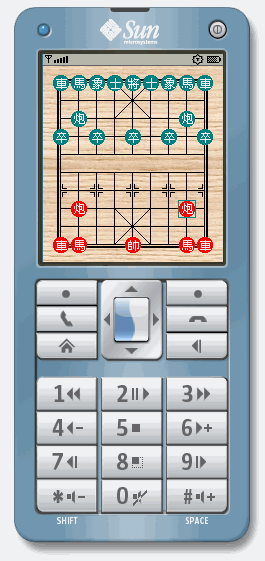 Sun
microsystems
車 馬 象 士 将 士 象 馬 車
炮 炮
卒 卒 卒 卒 卒
炮 炮
車 馬 帥 馬 車
1
2
3
4 -
5
6 +
7
8
9
* -
0
# +
SHIFT SPACE